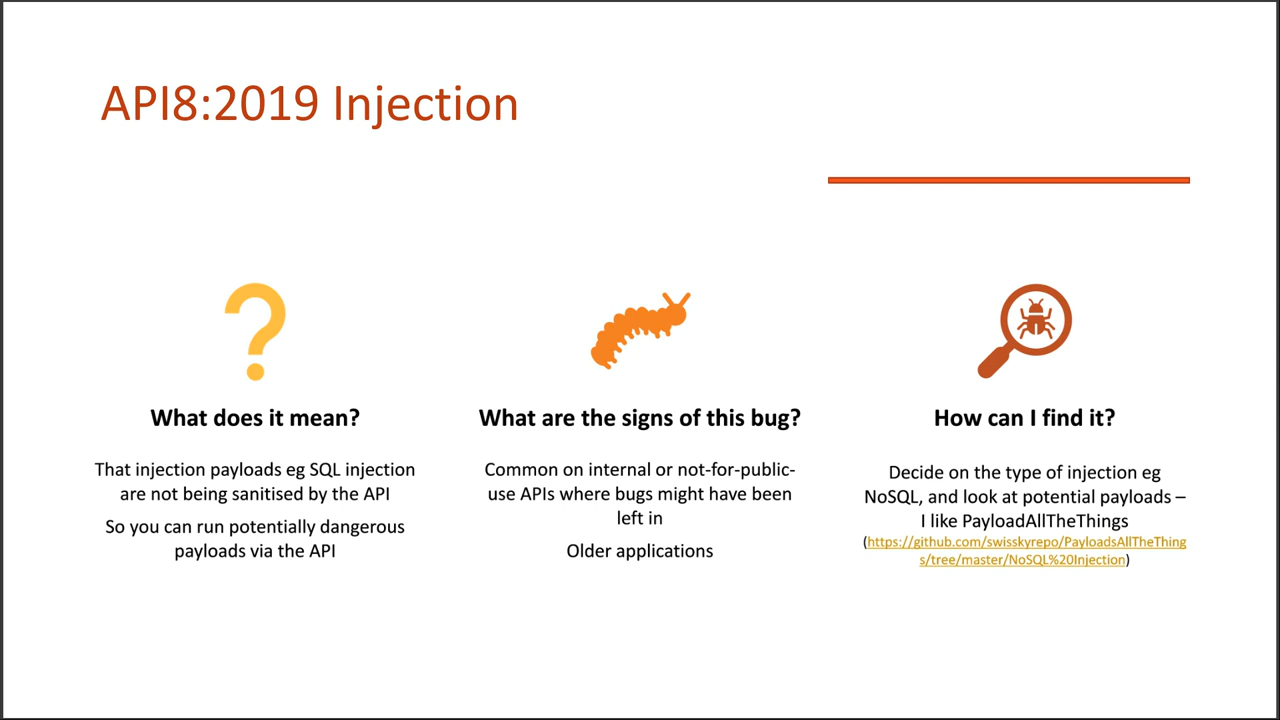 API8:2019 Injection
What does it mean?
That injection payloads eg SQL injection
are not being sanitised by the API
So you can run potentially dangerous
payloads via the API
What are the signs of this bug?
Common on internal or not-for-public-
use APIs where bugs might have been
left in
Older applications
How can I find it?
Decide on the type of injection eg
NoSQL, and look at potential payloads –
I like PayloadAllTheThings
(https://github.com/swisskyrepo/PayloadsAllTheThing
s/tree/master/NoSQL%20Injection)